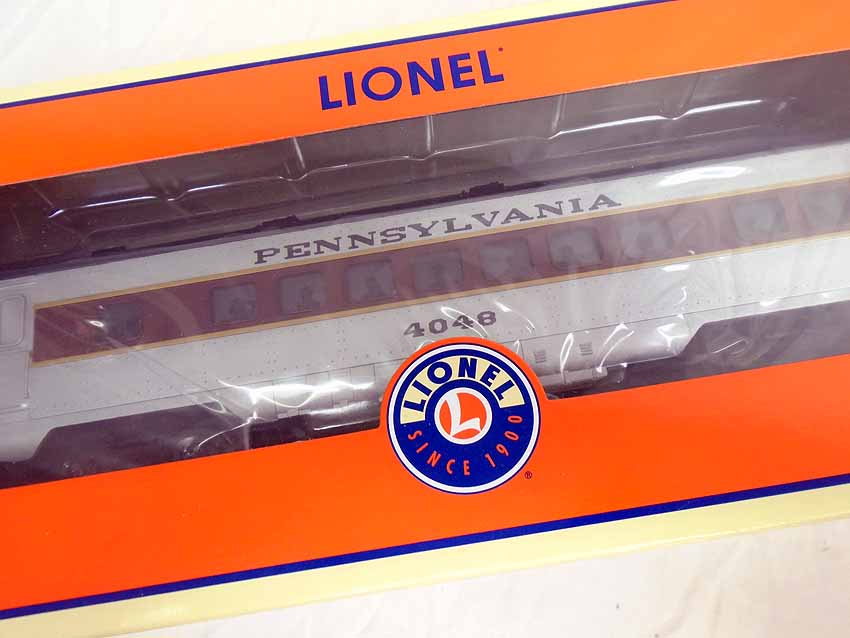 LIONEL
PENNSYLVANIA
4048
LIONEL
L
SINCE 1900
®